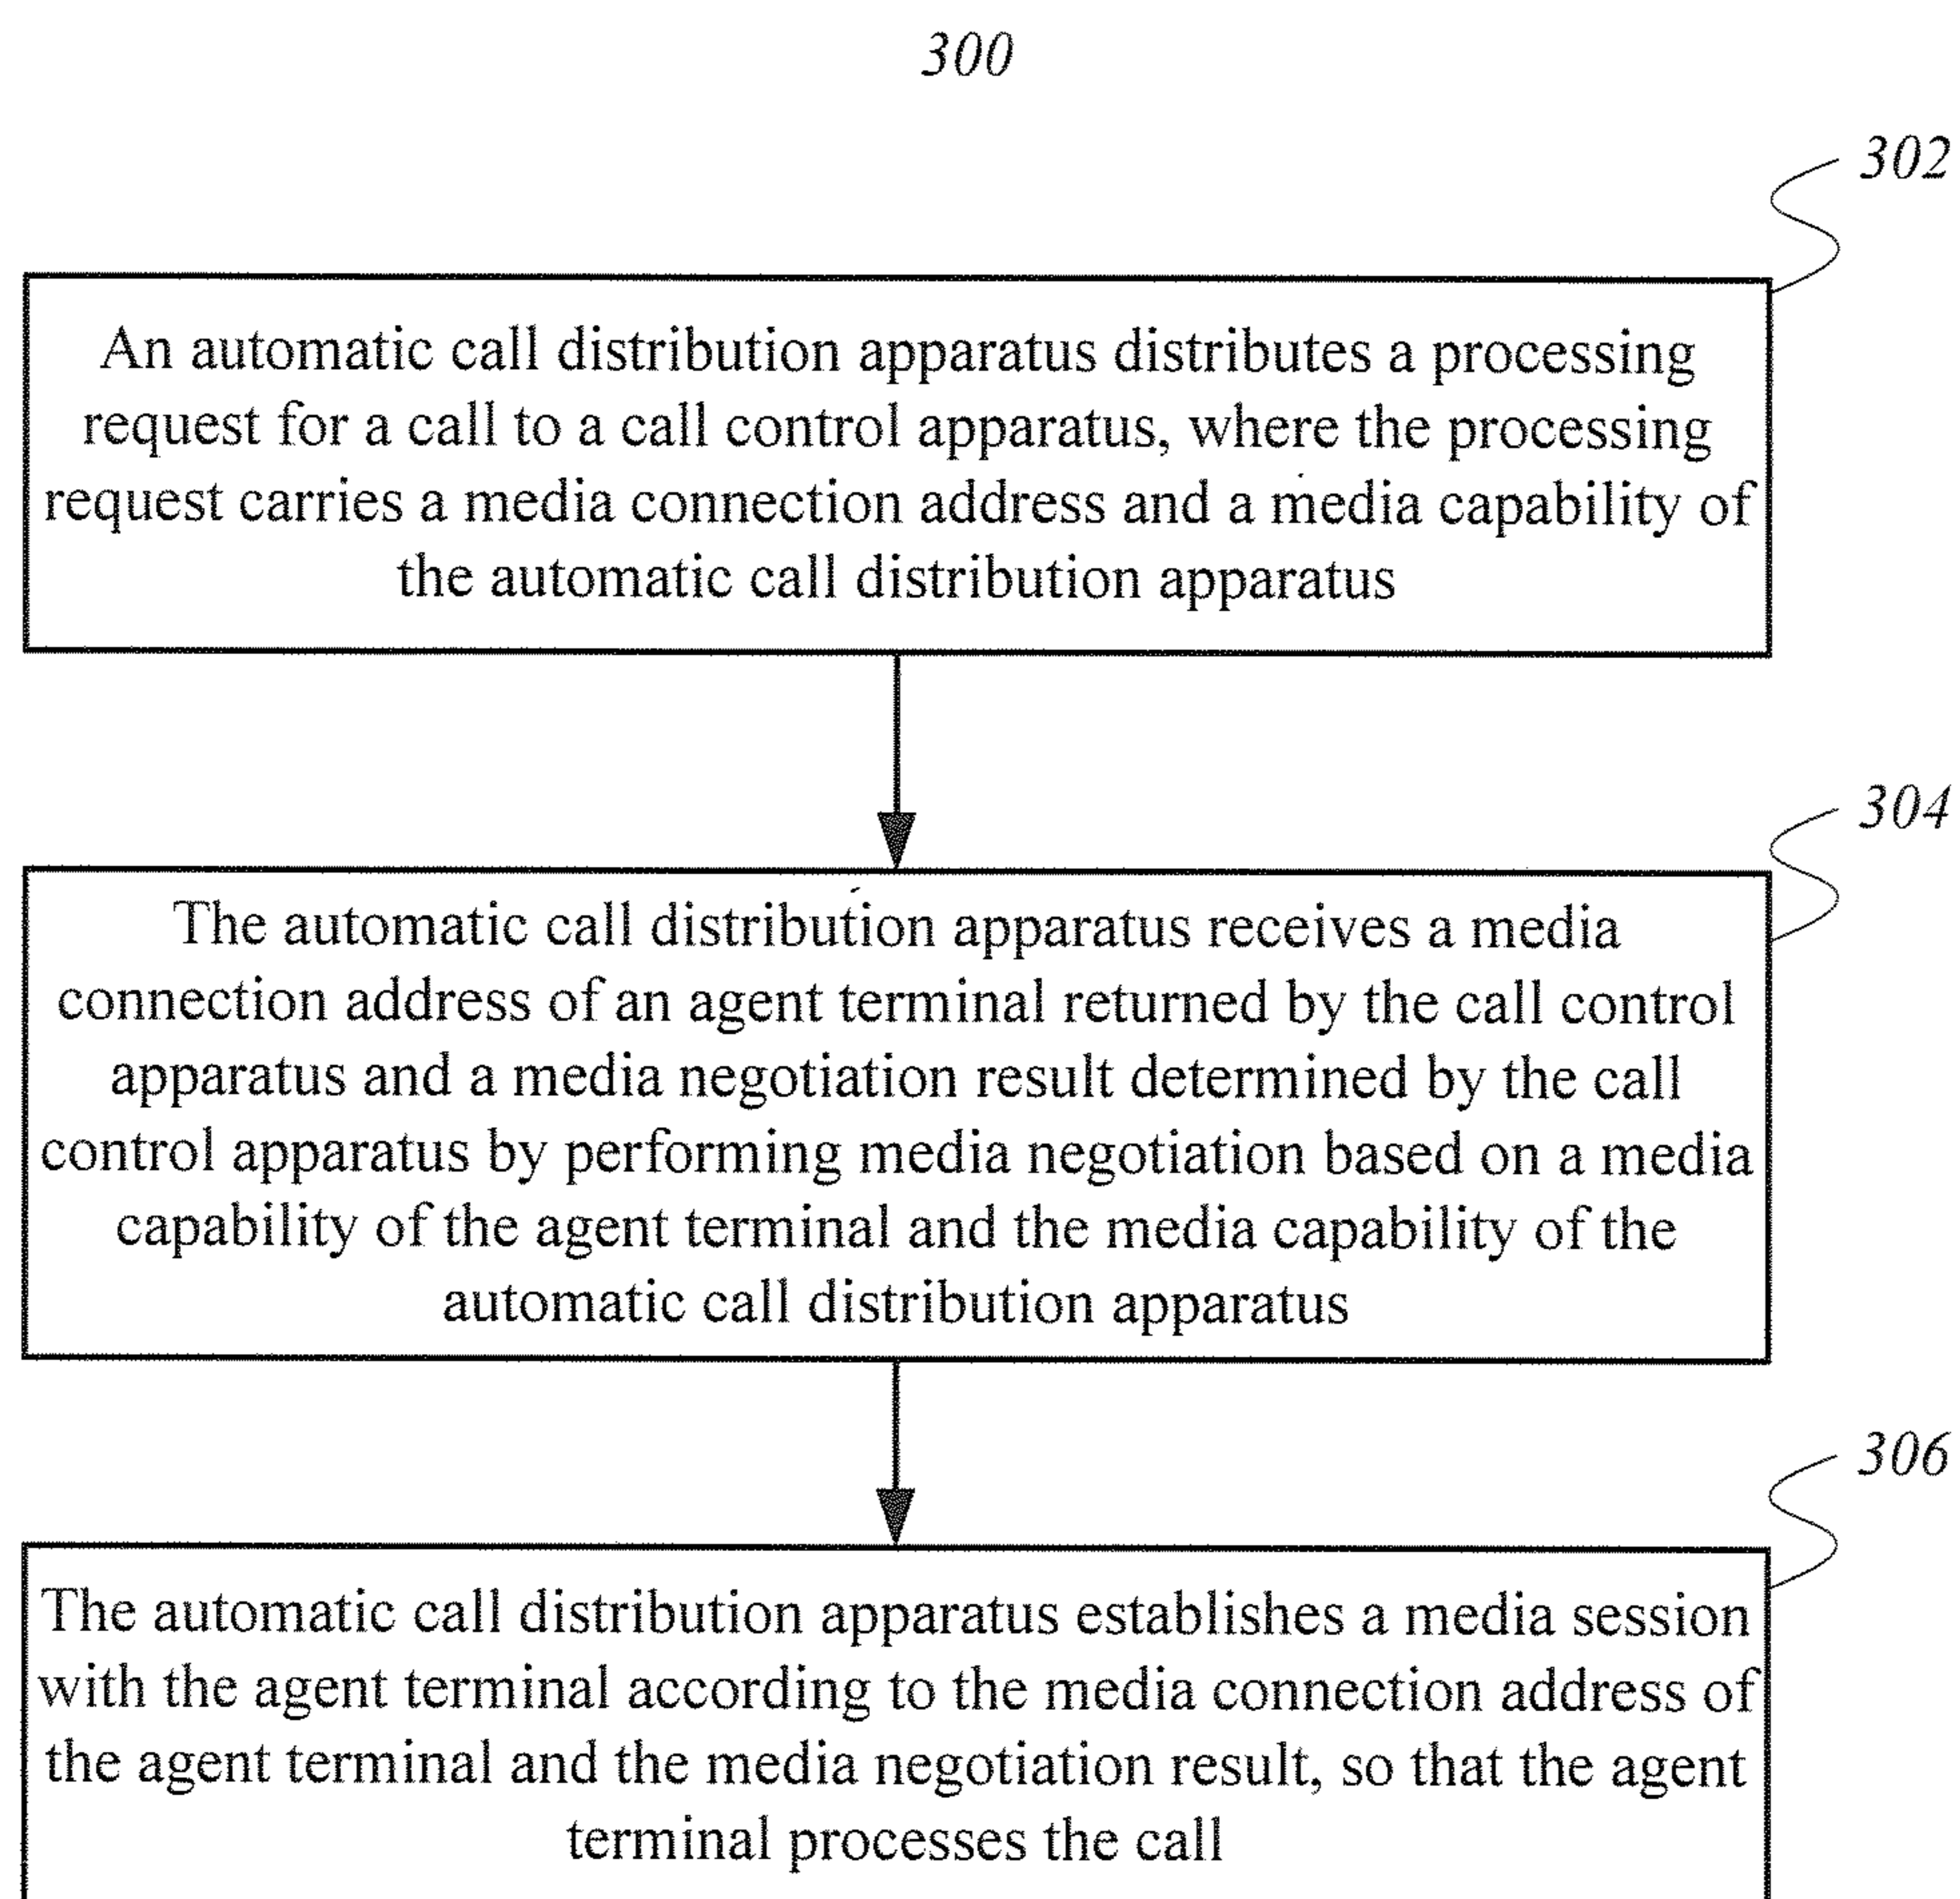 300
302
An automatic call distribution apparatus distributes a processing
request for a call to a call control apparatus, where the processing
request carries a media connection address and a media capability of
the automatic call distribution apparatus
304
The automatic call distribution apparatus receives a media
connection address of an agent terminal returned by the call control
apparatus and a media negotiation result determined by the call
control apparatus by performing media negotiation based on a media
capability of the agent terminal and the media capability of the
automatic call distribution apparatus
306
The automatic call distribution apparatus establishes a media session
with the agent terminal according to the media connection address of
the agent terminal and the media negotiation result, so that the agent
terminal processes the call